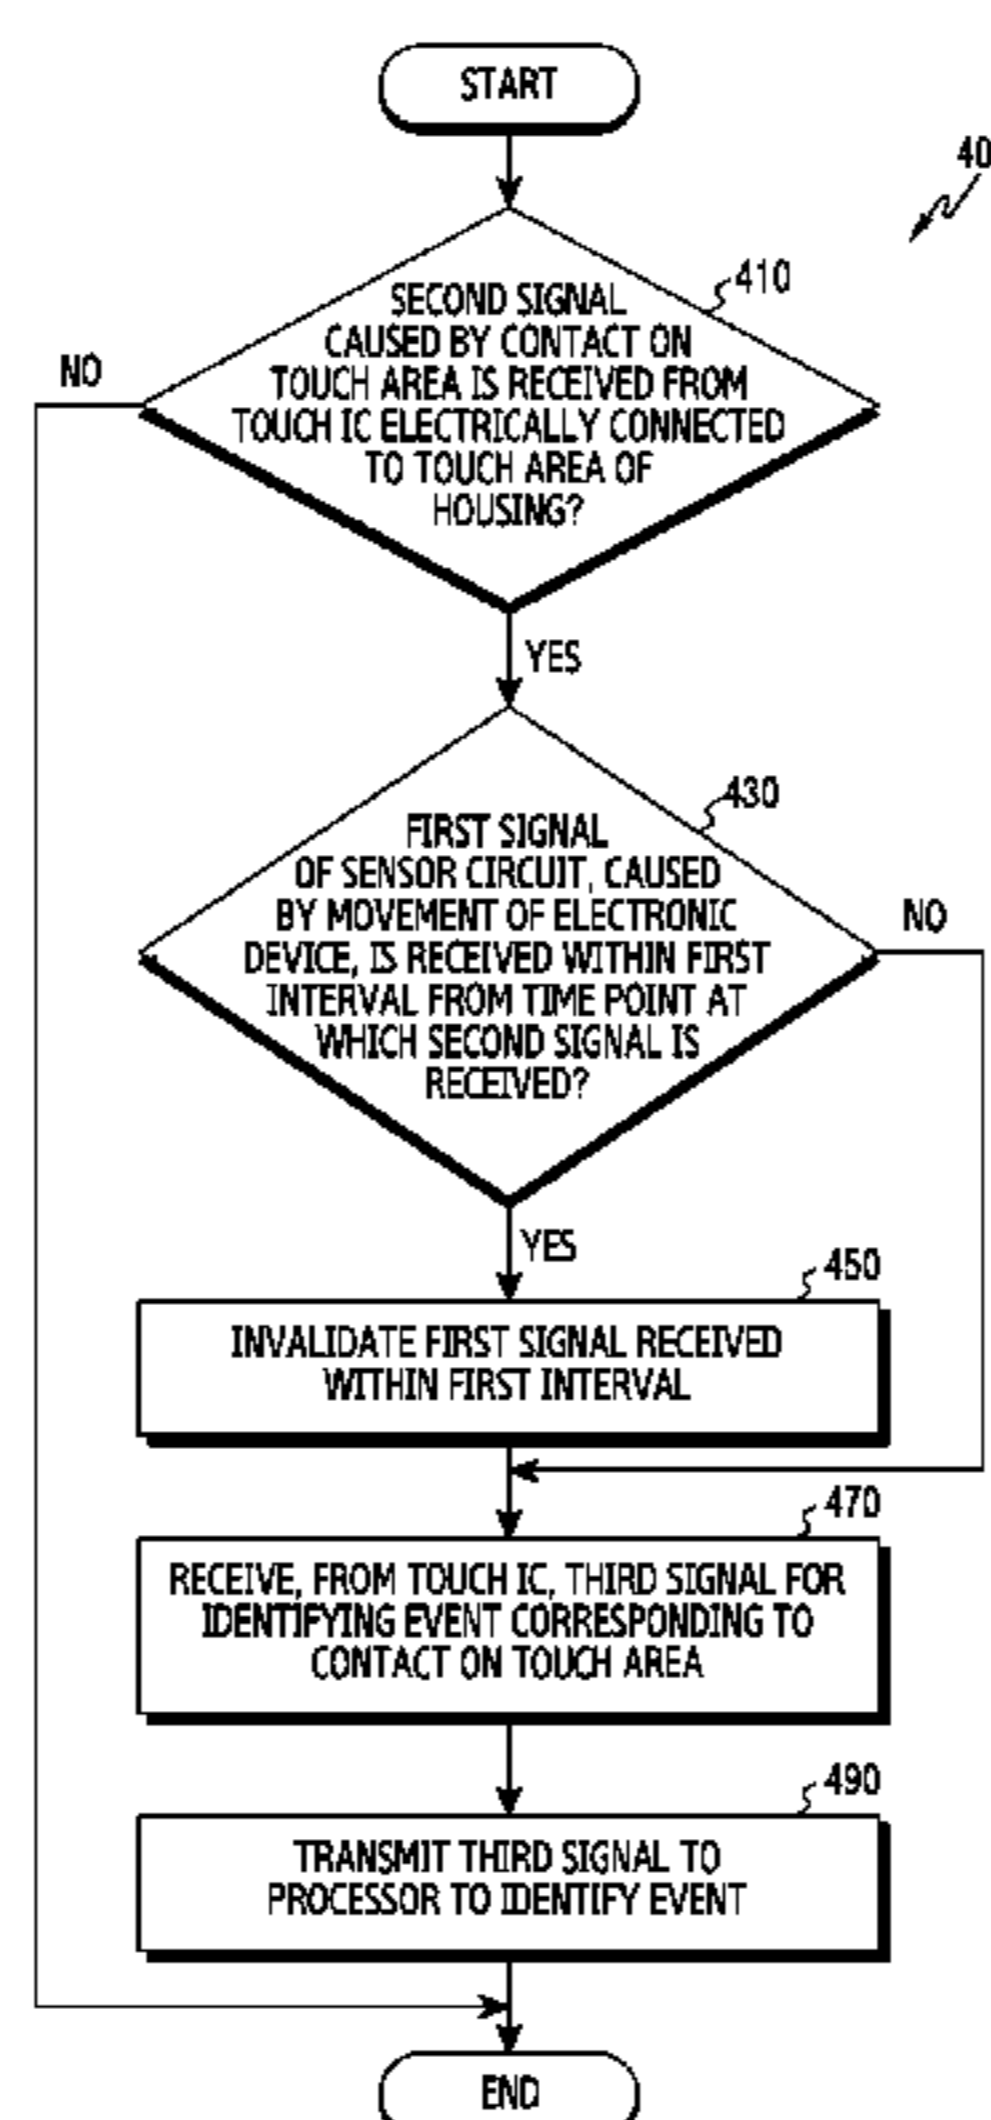 START
40
410
SECOND SIGNAL
CAUSED BY CONTACT ON
TOUCH AREA IS RECEIVED FROM
TOUCH IC ELECTRICALLY CONNECTED
TO TOUCH AREA OF
HOUSING?
NO
YES
430
FIRST SIGNAL
OF SENSOR CIRCUIT, CAUSED
BY MOVEMENT OF ELECTRONIC
DEVICE, IS RECEIVED WITHIN FIRST
INTERVAL FROM TIME POINT AT
WHICH SECOND SIGNAL IS
RECEIVED?
NO
YES
450
INVALIDATE FIRST SIGNAL RECEIVED
WITHIN FIRST INTERVAL
470
RECEIVE, FROM TOUCH IC, THIRD SIGNAL FOR
IDENTIFYING EVENT CORRESPONDING TO
CONTACT ON TOUCH AREA
490
TRANSMIT THIRD SIGNAL TO
PROCESSOR TO IDENTIFY EVENT
END